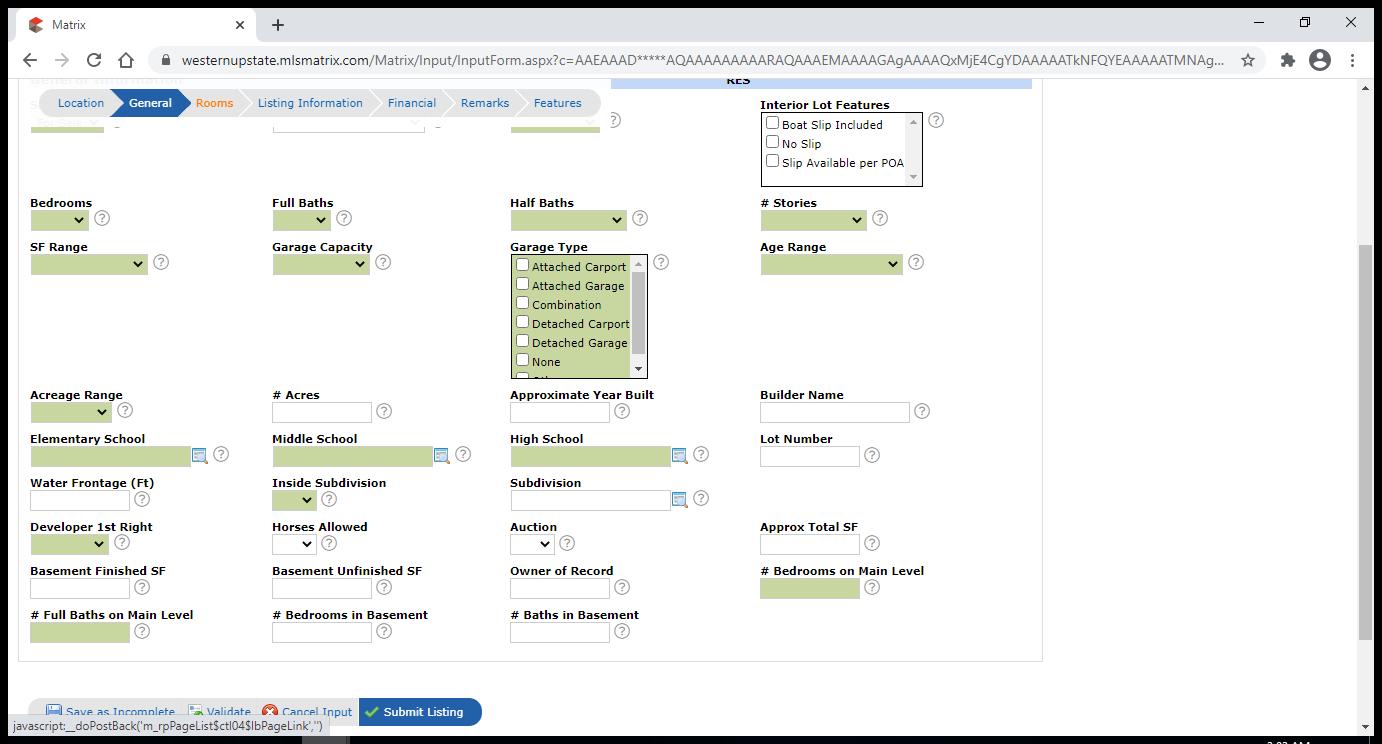 Matrix
westernupstate.mlsmatrix.com/Matrix/Input/InputForm.aspx?c=AAEAAAD*****AQAAAAAAAAAARAQAAAEMAAAAGAgAAAAQxMjE4CgYDAAAAAATkNFQYEAAAAATMNAg...
RES
Location General Rooms Listing Information Financial Remarks Features
Interior Lot Features
Boat Slip Included
No Slip
Slip Available per POA
Bedrooms Full Baths Half Baths # Stories
SF Range Garage Capacity Garage Type Age Range
Attached Carport
Attached Garage
Combination
Detached Carport
Detached Garage
None
Acreage Range # Acres Approximate Year Built Builder Name
Elementary School Middle School High School Lot Number
Water Frontage (Ft) Inside Subdivision Subdivision
Developer 1st Right Horses Allowed Auction Approx Total SF
Basement Finished SF Basement Unfinished SF Owner of Record # Bedrooms on Main Level
# Full Baths on Main Level # Bedrooms in Basement # Baths in Basement
Save as Incomplete Validate Cancel Input Submit Listing
javascript:__doPostBack('m_rpPageList$ctl04$lbPageLink','')